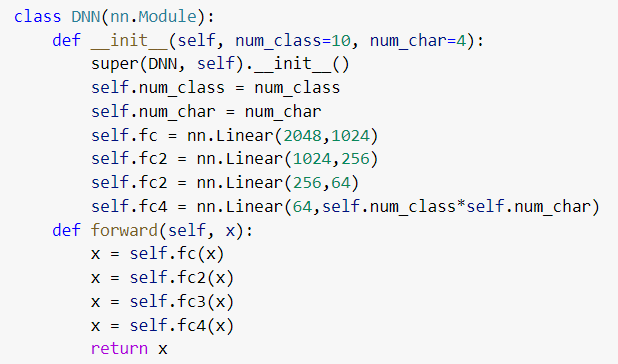 class DNN(nn.Module):
    def __init__(self, num_class=10, num_char=4):
        super(DNN, self).__init__()
        self.num_class = num_class
        self.num_char = num_char
        self.fc = nn.Linear(2048,1024)
        self.fc2 = nn.Linear(1024,256)
        self.fc2 = nn.Linear(256,64)
        self.fc4 = nn.Linear(64,self.num_class*self.num_char)
    def forward(self, x):
        x = self.fc(x)
        x = self.fc2(x)
        x = self.fc3(x)
        x = self.fc4(x)
        return x